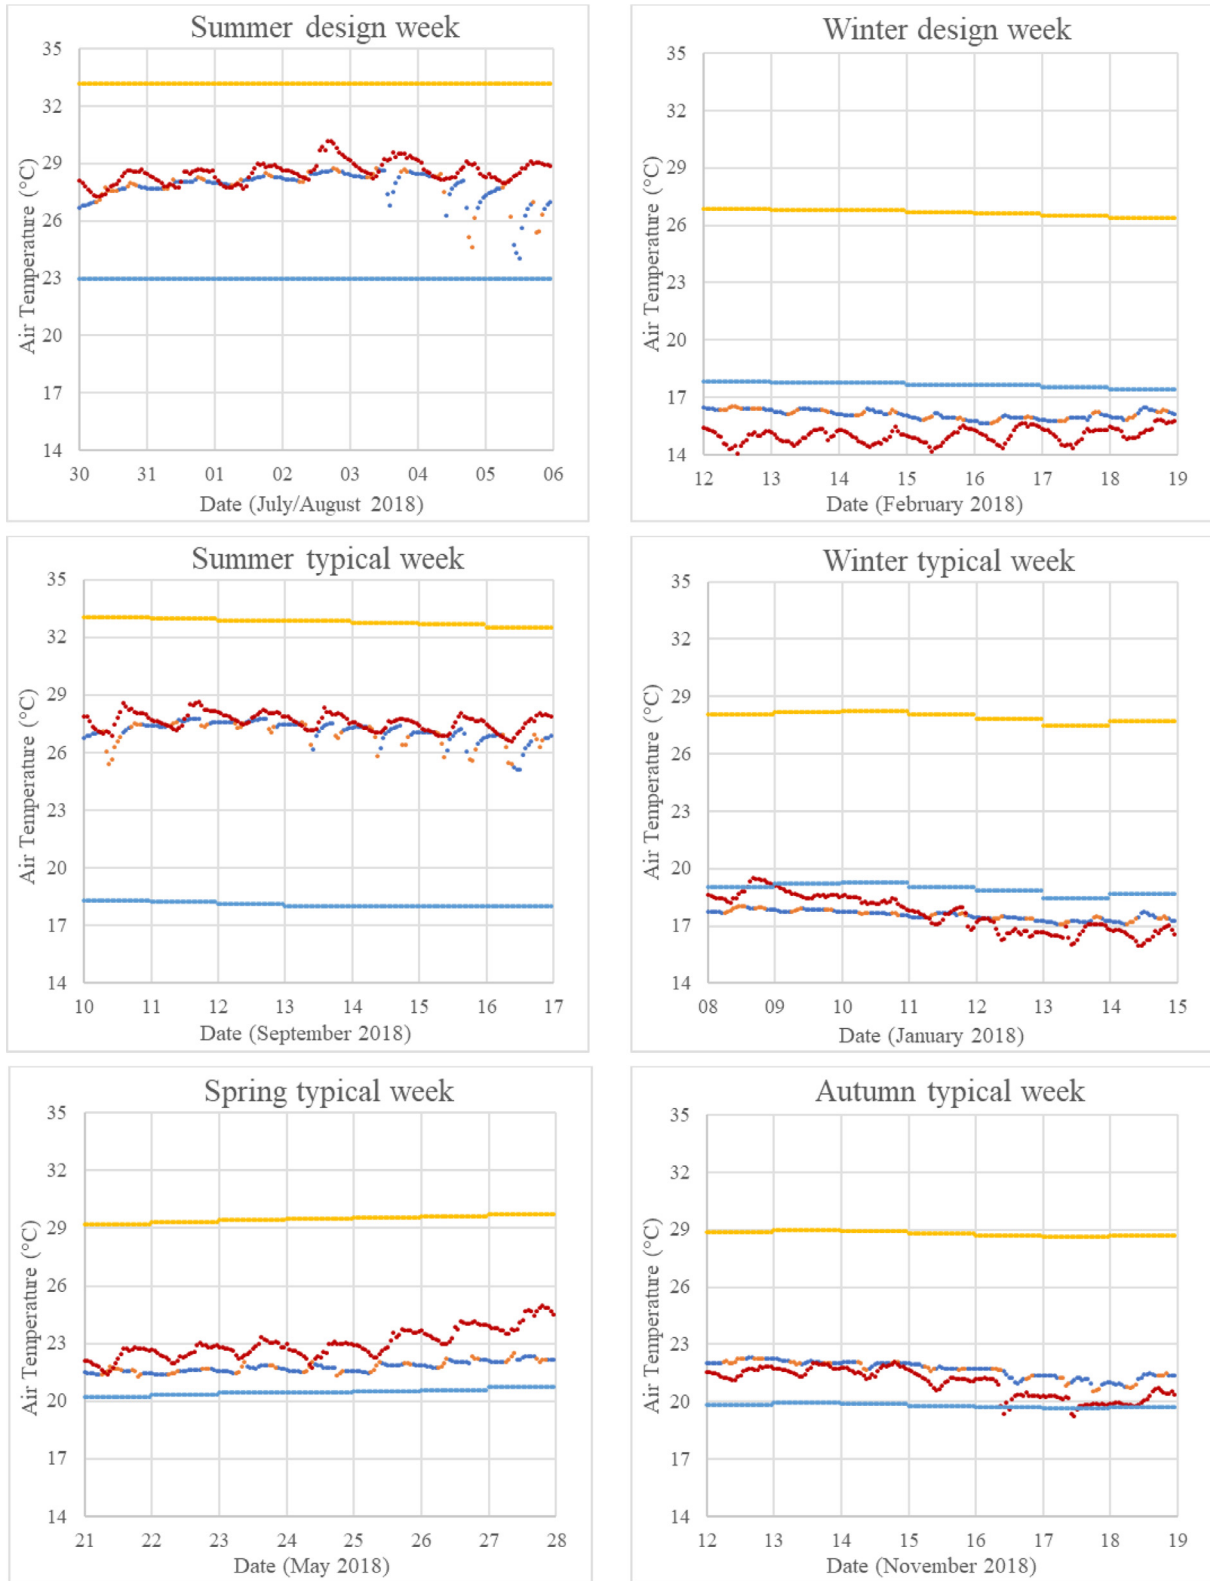 Summer design week
35
32
29
26
23
20
17
14
Air Temperature (°C)
30 31 01 02 03 04 05 06
Date (July/August 2018)
Winter design week
35
32
29
26
23
20
17
14
Air Temperature (°C)
12 13 14 15 16 17 18 19
Date (February 2018)
Summer typical week
35
32
29
26
23
20
17
14
Air Temperature (°C)
10 11 12 13 14 15 16 17
Date (September 2018)
Winter typical week
35
32
29
26
23
20
17
14
Air Temperature (°C)
08 09 10 11 12 13 14 15
Date (January 2018)
Spring typical week
35
32
29
26
23
20
17
14
Air Temperature (°C)
21 22 23 24 25 26 27 28
Date (May 2018)
Autumn typical week
35
32
29
26
23
20
17
14
Air Temperature (°C)
12 13 14 15 16 17 18 19
Date (November 2018)